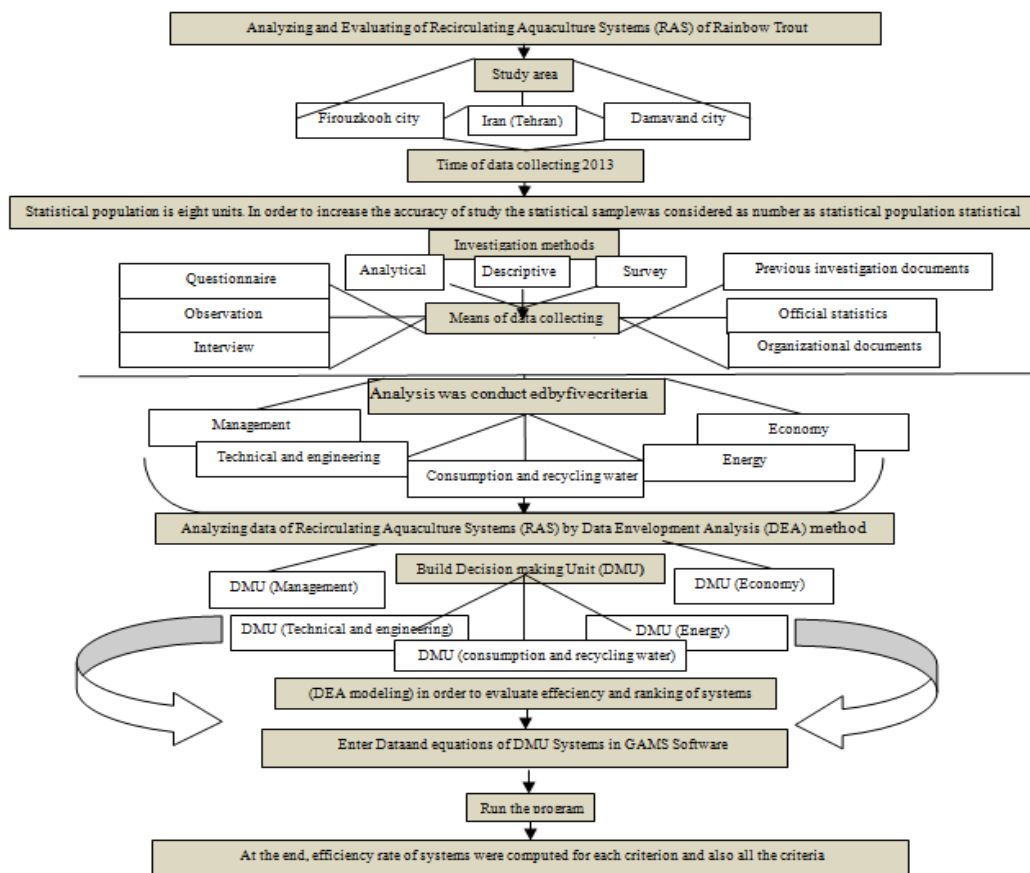 Analyzing and Evaluating of Recirculating Aquaculture Systems (RAS) of Rainbow Trout
Study area
Firouzkooh city
Iran (Tehran)
Damavand city
Time of data collecting 2013
Statistical population is eight units. In order to increase the accuracy of study the statistical samplewas considered as number as statistical population statistical
Investigation methods
Analytical
Descriptive
Survey
Questionnaire
Observation
Interview
Means of data collecting
Previous investigation documents
Official statistics
Organizational documents
Analysis was conduct edbyfivecriteria
Management
Technical and engineering
Consumption and recycling water
Energy
Economy
Analyzing data of Recirculating Aquaculture Systems (RAS) by Data Envelopment Analysis (DEA) method
Build Decision making Unit (DMU)
DMU (Management)
DMU (Technical and engineering)
DMU (consumption and recycling water)
DMU (Energy)
DMU (Economy)
(DEA modeling) in order to evaluate effeciency and ranking of systems
Enter Dataand equations of DMU Systems in GAMS Software
Run the program
At the end, efficiency rate of systems were computed for each criterion and also all the criteria